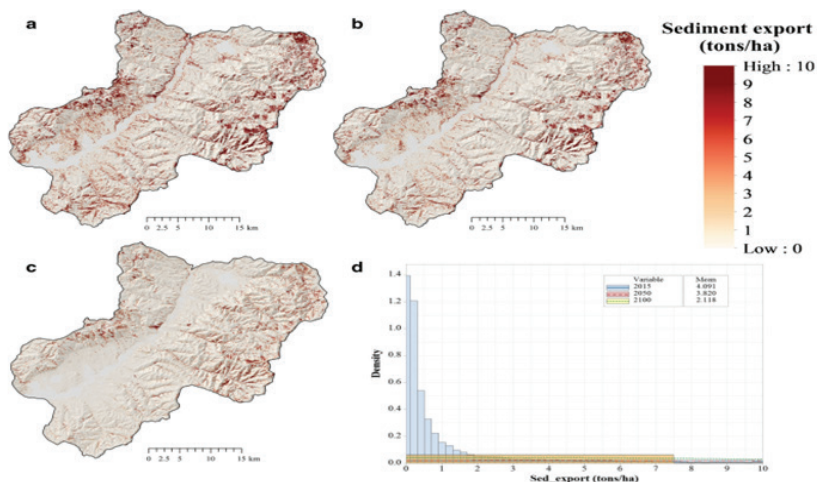 a
b
Sediment export
(tons/ha)
High : 10
9
8
7
6
5
4
3
2
1
Low : 0
0 2.5 5 10 15 km
0 2.5 5 10 15 km
c
0 2.5 5 10 15 km
d
Variable Mean
2015 4.091
2050 3.820
2100 2.118
Density
1.4
1.2
1.0
0.8
0.6
0.4
0.2
0.0
0 1 2 3 4 5 6 7 8 9 10
Sed_export (tons/ha)